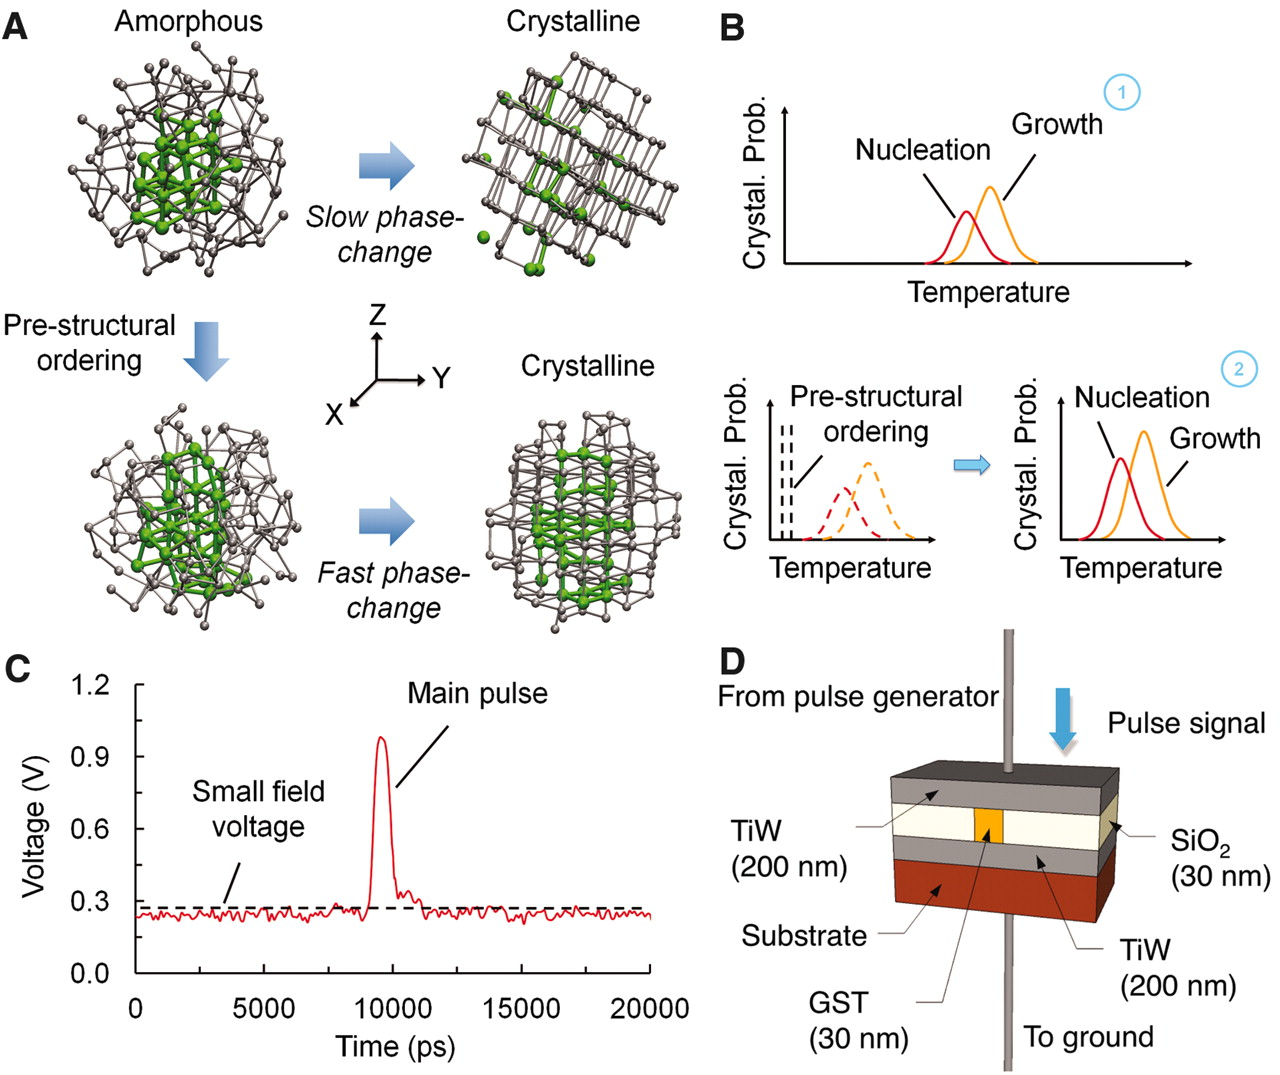 A
Amorphous
Crystalline
Slow phase-
change
Pre-structural
ordering
Z
Y
X
Crystalline
Fast phase-
change
B
1
Crystal. Prob.
Nucleation
Growth
Temperature
2
Crystal. Prob.
Pre-structural
ordering
Temperature
Crystal. Prob.
Nucleation
Growth
Temperature
C
Voltage (V)
1.2
0.9
0.6
0.3
0.0
Main pulse
Small field
voltage
0
5000
10000
15000
20000
Time (ps)
D
From pulse generator
Pulse signal
TiW
(200 nm)
SiO2
(30 nm)
Substrate
TiW
(200 nm)
GST
(30 nm)
To ground